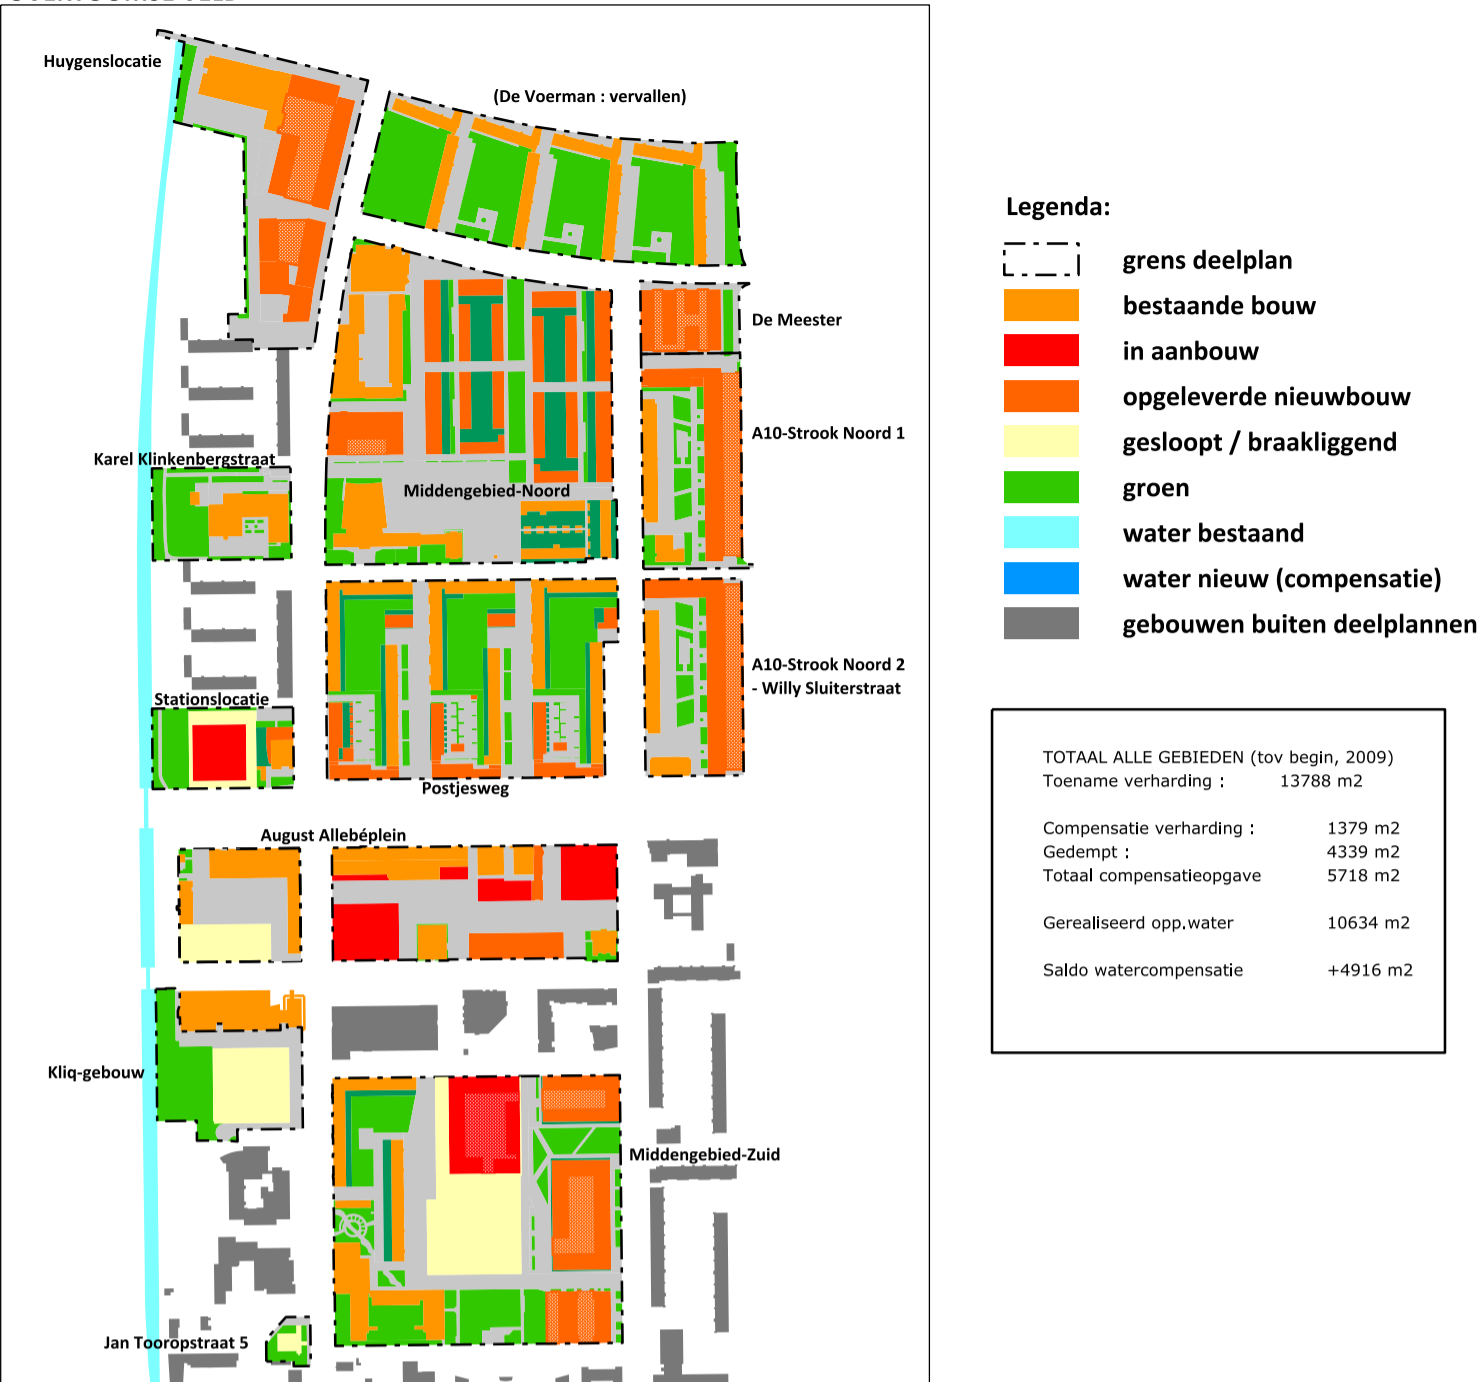 Huygenslocatie
(De Voerman : vervallen)
De Meester
A10-Strook Noord 1
Karel Klinkenbergstraat
Middengebied-Noord
A10-Strook Noord 2
- Willy Sluiterstraat
Stationslocatie
Postjesweg
August Allebéplein
Kliq-gebouw
Middengebied-Zuid
Jan Tooropstraat 5
Legenda:
grens deelplan
bestaande bouw
in aanbouw
opgeleverde nieuwbouw
gesloopt / braakliggend
groen
water bestaand
water nieuw (compensatie)
gebouwen buiten deelplannen
TOTAAL ALLE GEBIEDEN (tov begin, 2009)
Toename verharding : 13788 m2
Compensatie verharding : 1379 m2
Gedempt : 4339 m2
Totaal compensatieopgave 5718 m2
Gerealiseerd opp.water 10634 m2
Saldo watercompensatie +4916 m2